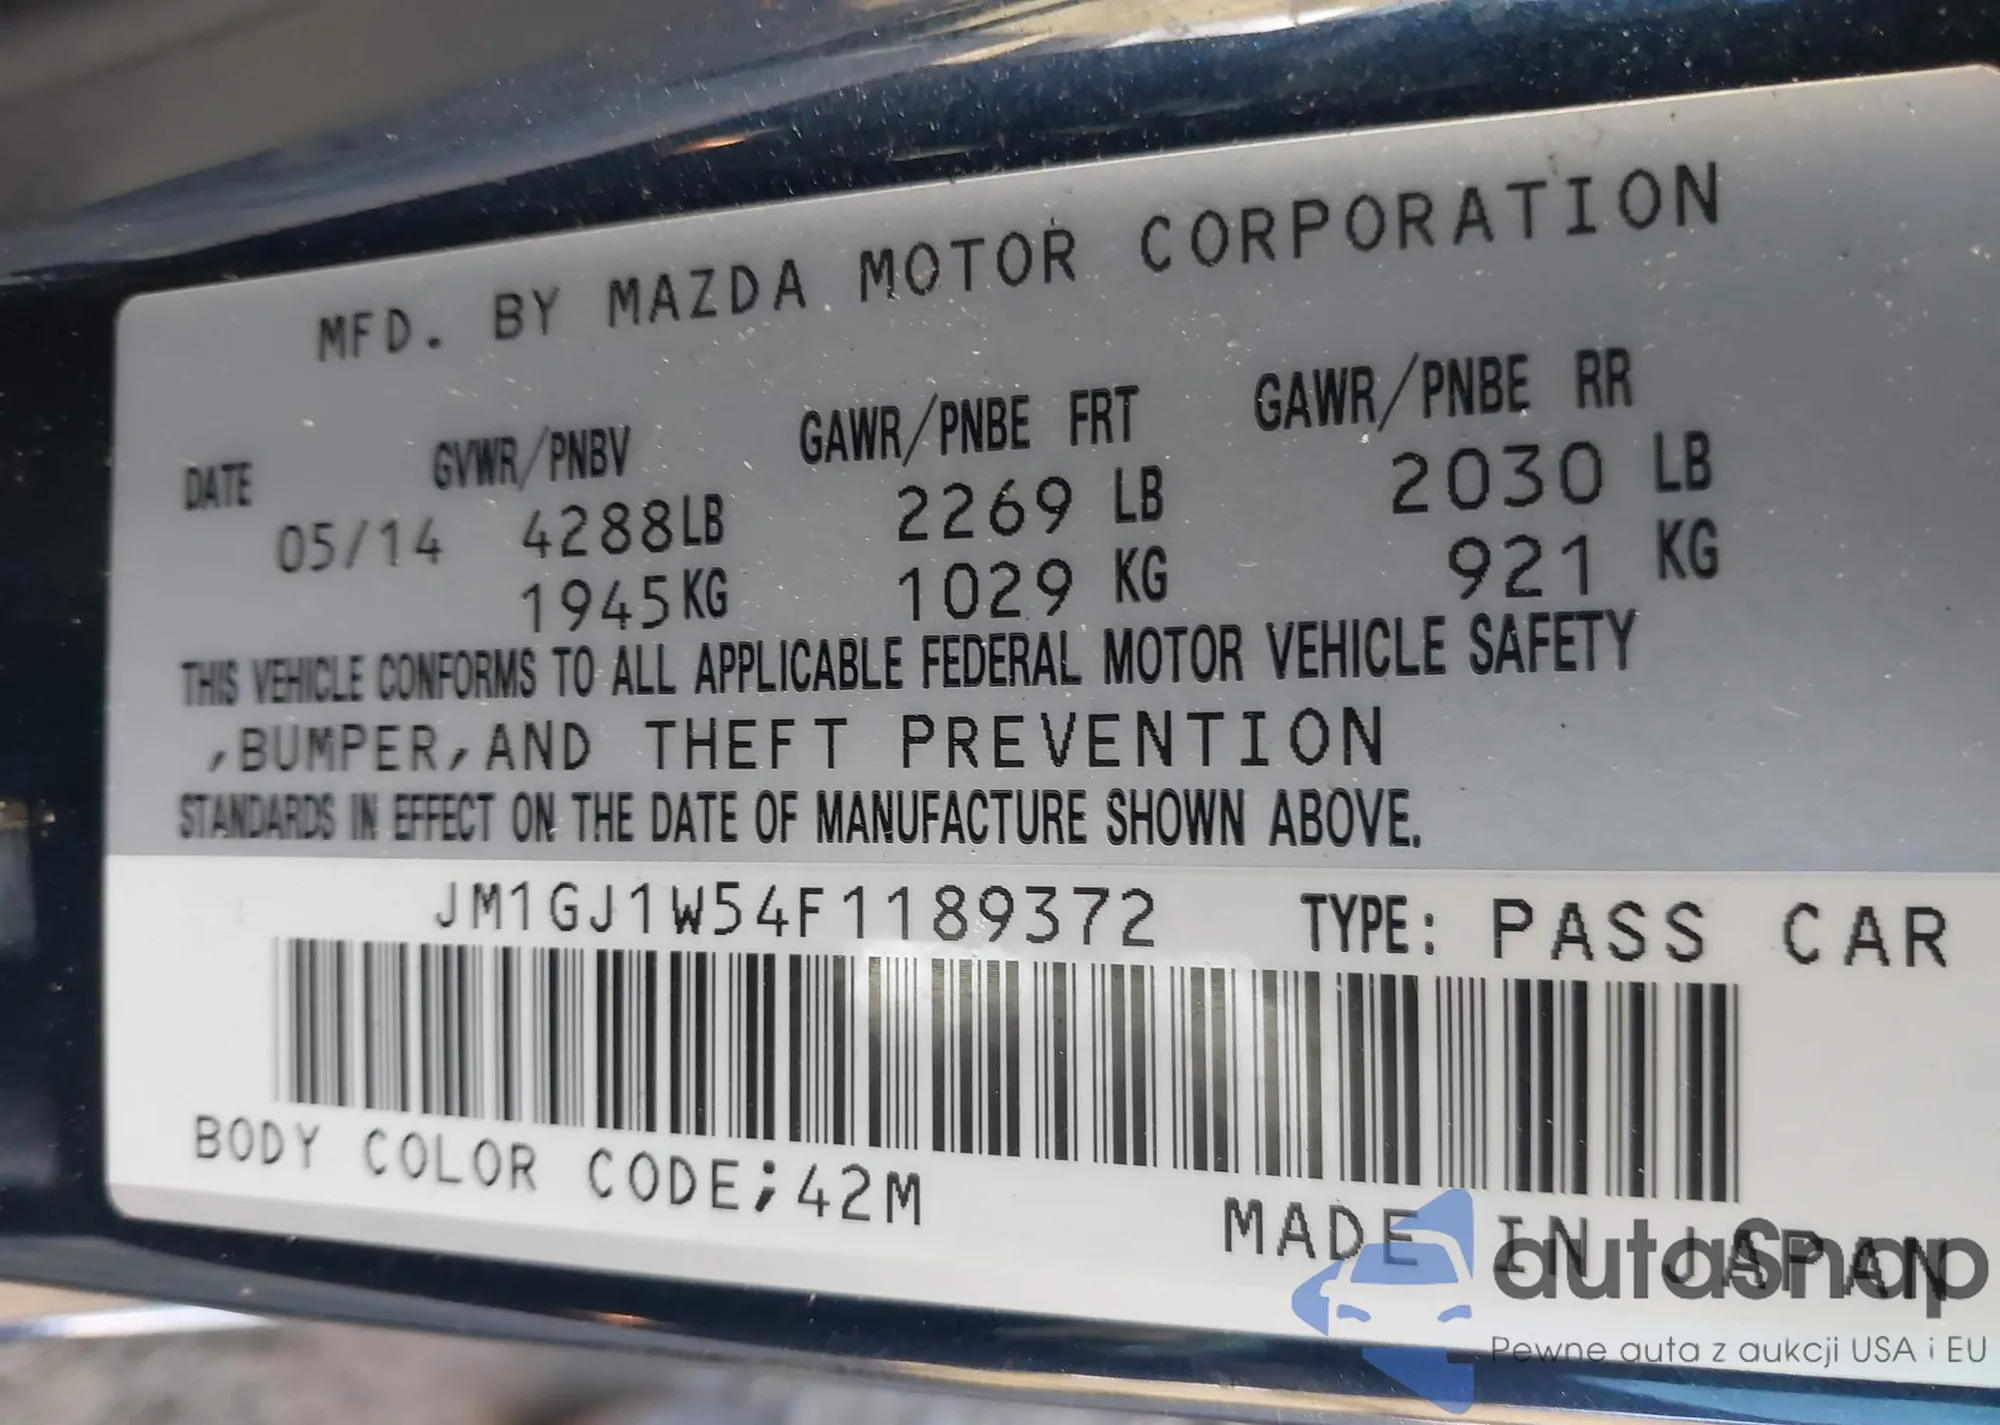 MFD. BY MAZDA MOTOR CORPORATION
DATE GVWR/PNBV GAWR/PNBE FRT GAWR/PNBE RR
05/14 4288LB 2269 LB 2030 LB
1945KG 1029 KG 921 KG
THIS VEHICLE CONFORMS TO ALL APPLICABLE FEDERAL MOTOR VEHICLE SAFETY
,BUMPER,AND THEFT PREVENTION
STANDARDS IN EFFECT ON THE DATE OF MANUFACTURE SHOWN ABOVE.
JM1GJ1W54F1189372 TYPE: PASS CAR
BODY COLOR CODE;42M
MADE IN JAPAN
autaSnap
Pewne auta z aukcji USA i EU